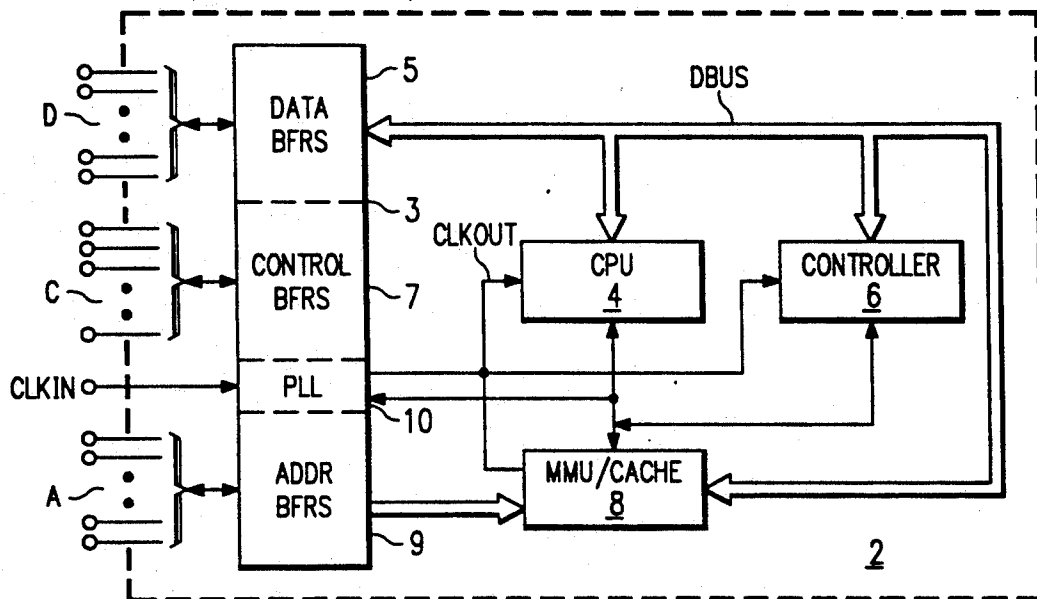 5
DBUS
D
DATA
BFRS
3
CLKOUT
C
CONTROL
BFRS
7
CPU
4
CONTROLLER
6
CLKIN
PLL
10
A
ADDR
BFRS
MMU/CACHE
8
9
2